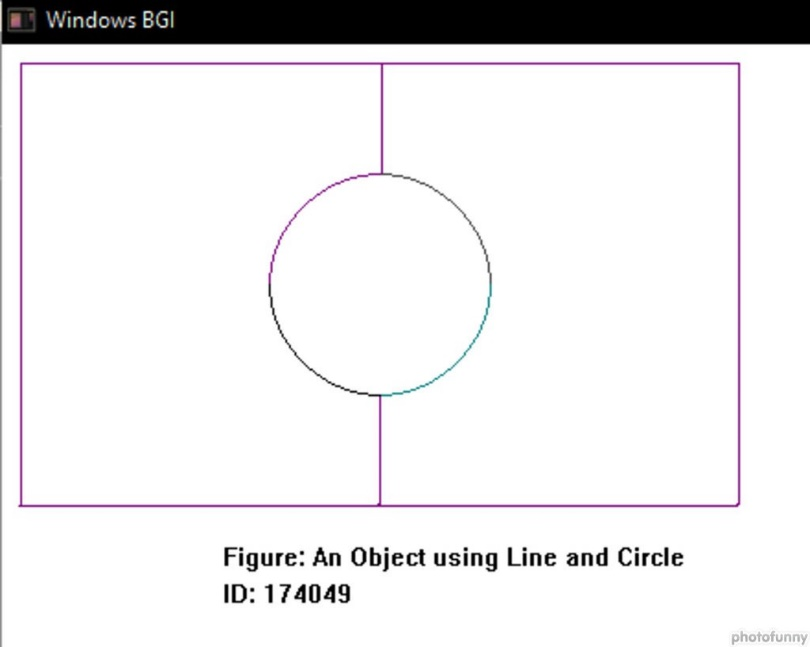 Windows BGI
Figure: An Object using Line and Circle
ID: 174049
photofunny